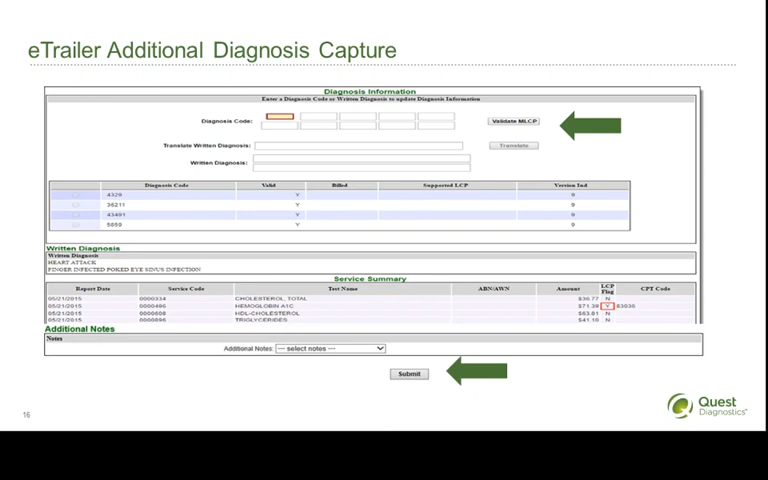 eTrailer Additional Diagnosis Capture
Diagnosis Information
Enter a Diagnosis Code or Written Diagnosis to update Diagnosis Information
Diagnosis Code:
Validate MLCP
Translate Written Diagnosis:
Translate
Written Diagnosis:
Diagnosis Code Valid Billed Supported LCP Version Ind
4329 Y 9
36211 Y 9
43491 Y 9
5859 Y 9
Written Diagnosis
Written Diagnosis
HEART ATTACK
FINGER INFECTED POKED EYE SINUS INFECTION
Service Summary
Report Date Service Code Test Name ABN/AWN Amount LCP Flag CPT Code
05/21/2015 0000334 CHOLESTEROL, TOTAL $36.77 N
05/21/2015 0000496 HEMOGLOBIN A1C $71.39 Y 83036
05/21/2015 0000608 HDL-CHOLESTEROL $63.81 N
05/21/2015 0000896 TRIGLYCERIDES $41.10 N
Additional Notes
Notes
Additional Notes: --- select notes ---
Submit
Quest
Diagnostics
16